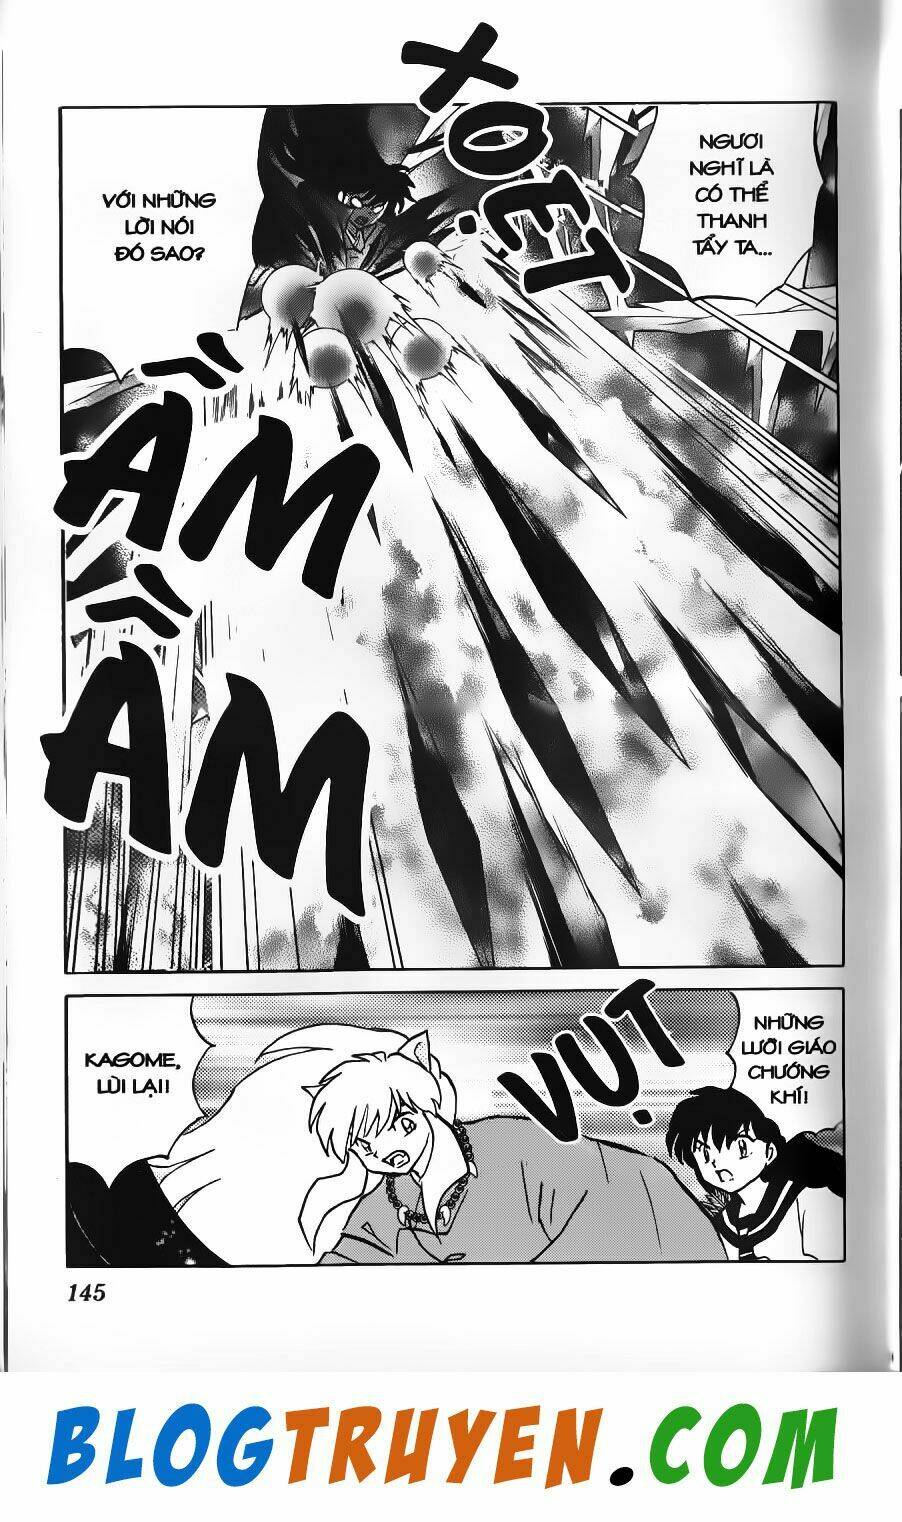 NGƯƠI
NGHĨ LÀ
CÓ THỂ
THANH
TẨY TA...
XOẸT
VỚI NHỮNG
LỜI NÓI
ĐÓ SAO?
ẦM
ẦM
NHỮNG
LƯỠI GIÁO
CHƯỚNG
KHÍ!
VỤT
KAGOME,
LÙI LẠI!
145
BLOGTRUYEN.COM